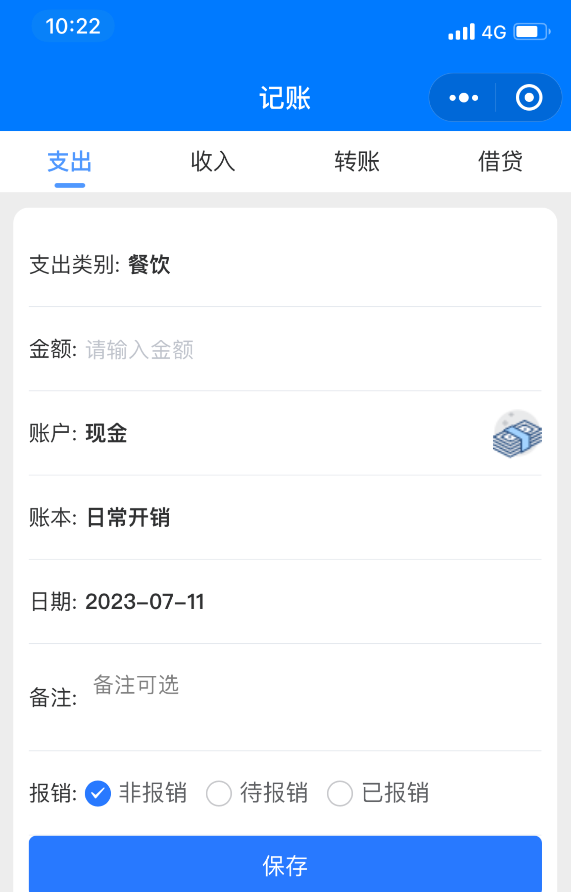 10:22
4G
记账
支出 收入 转账 借贷
支出类别: 餐饮
金额: 请输入金额
账户: 现金
账本: 日常开销
日期: 2023-07-11
备注: 备注可选
报销: 非报销 待报销 已报销
保存